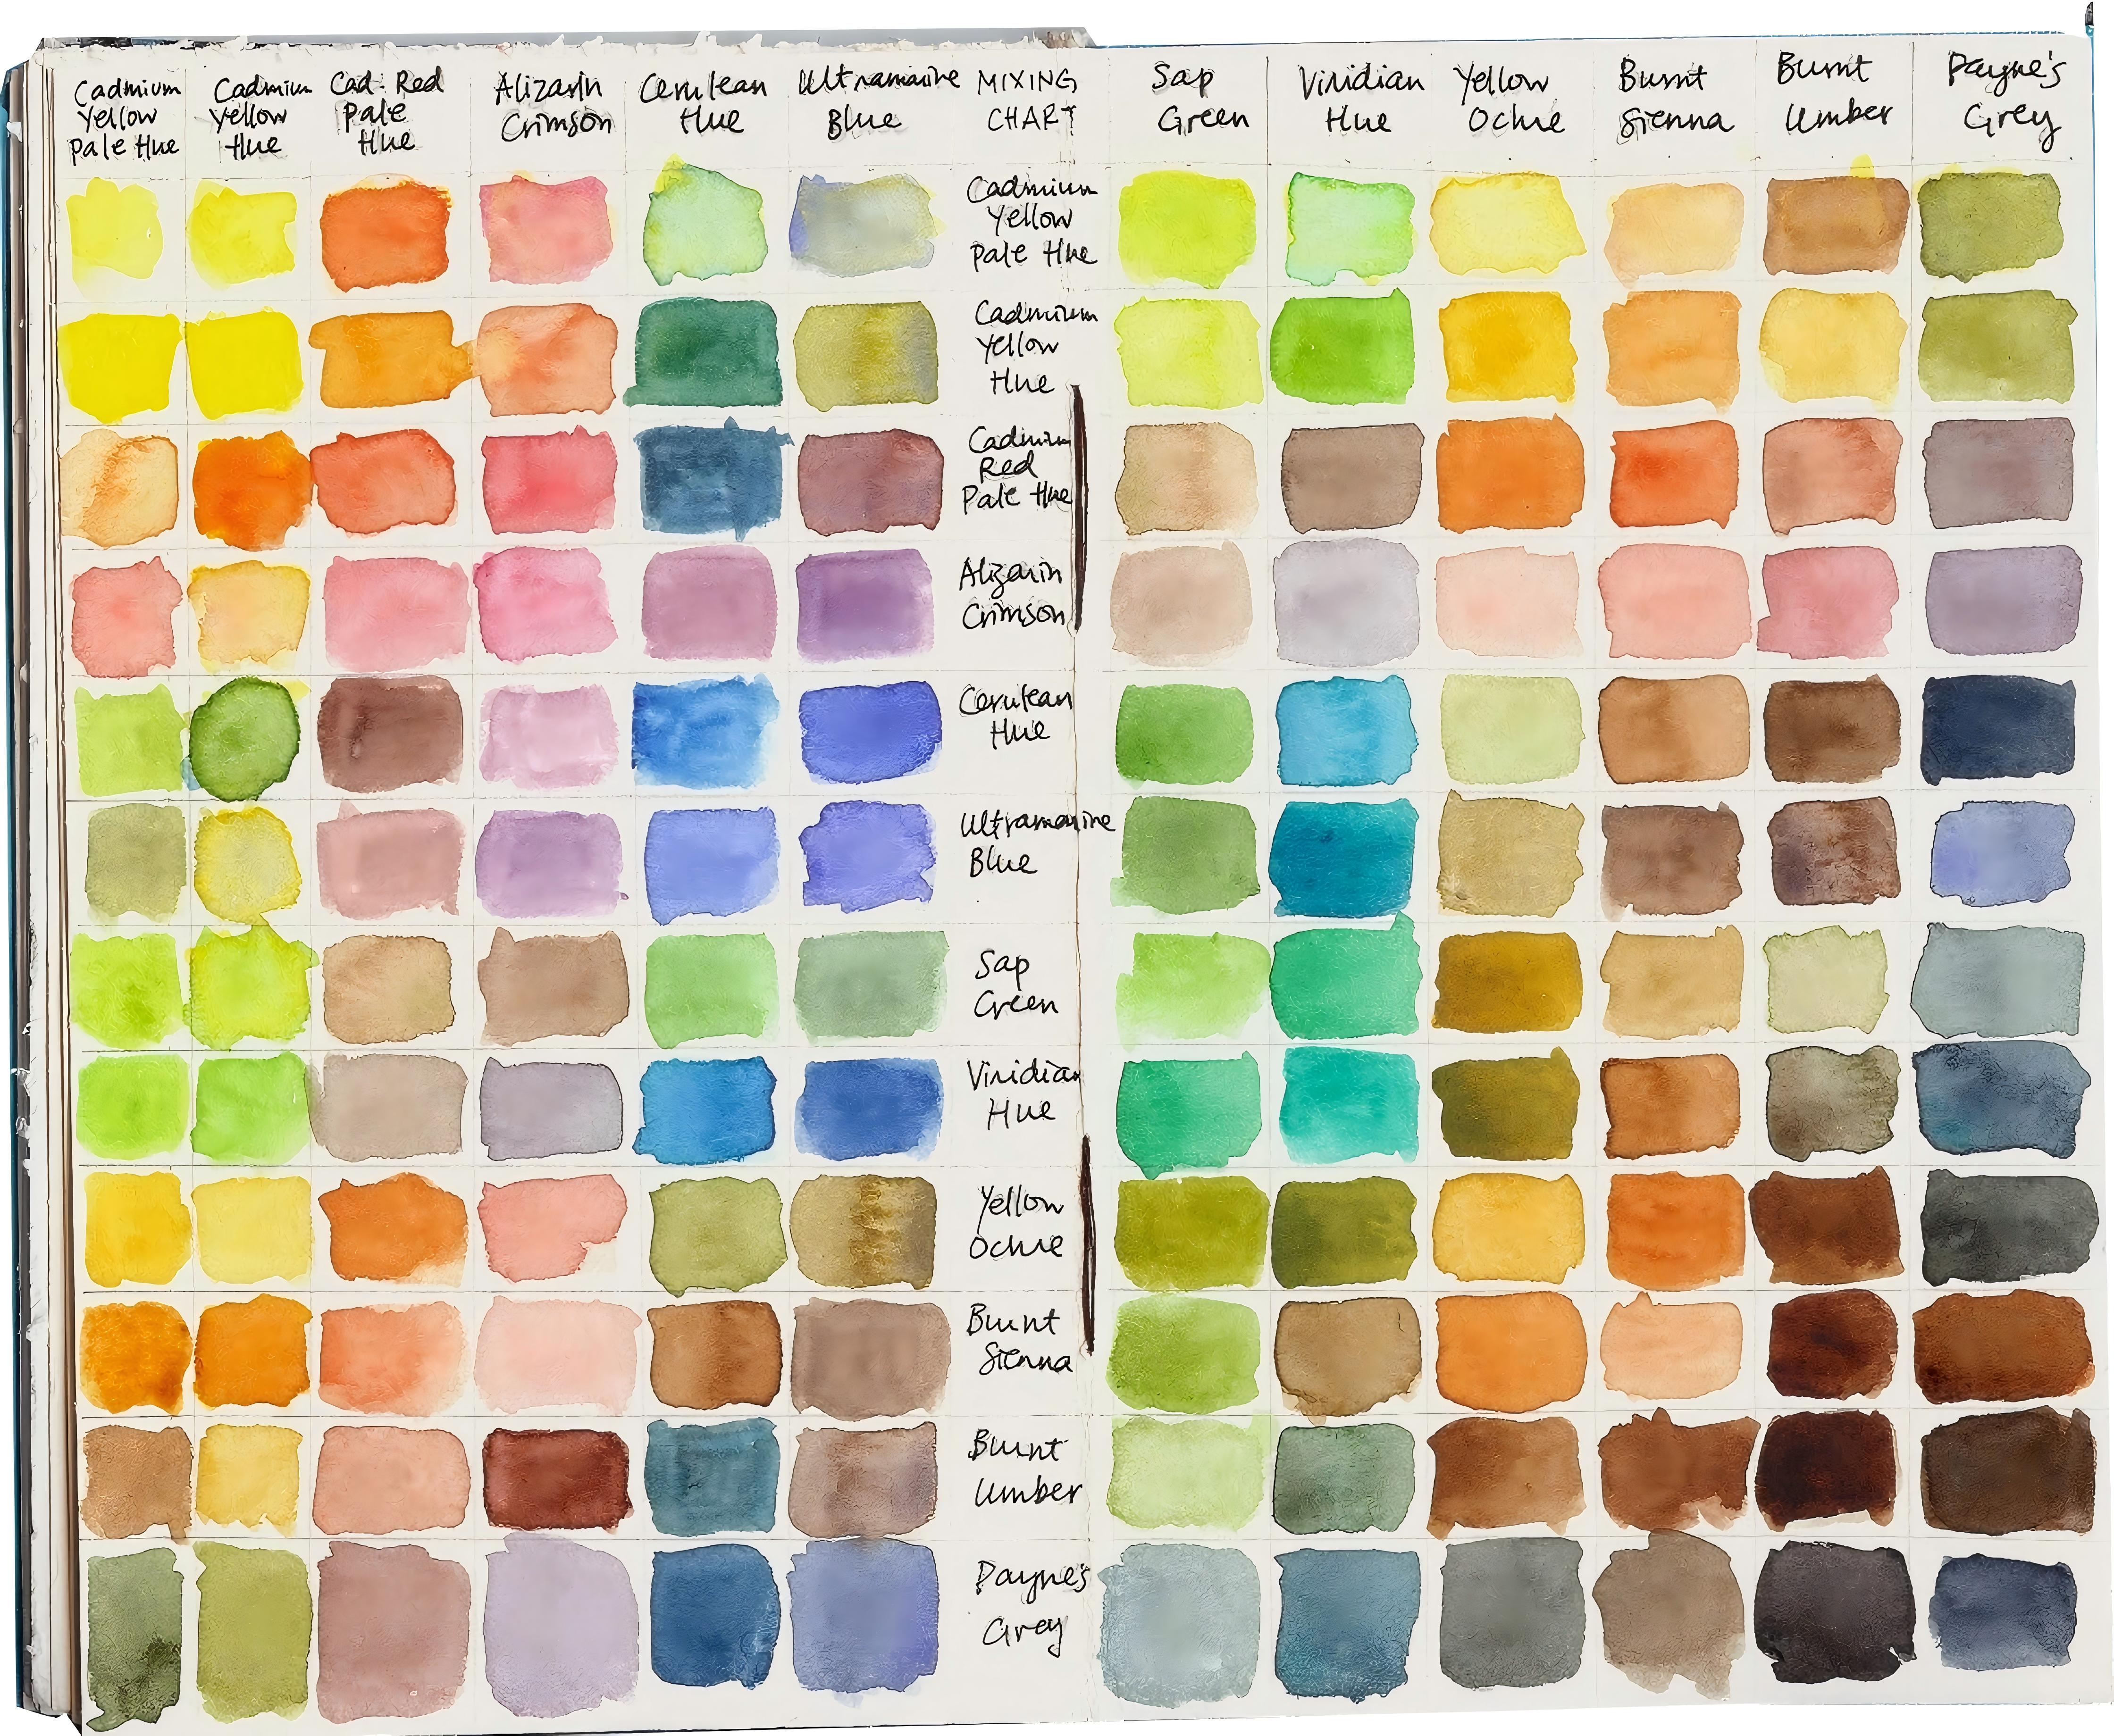 Cadmium
Yellow
Pale Hue
Cadmium
Yellow
Hue
Cad. Red
Pale
Hue
Alizarin
Crimson
Cerulean
Hue
Ultramarine
Blue
MIXING
CHART
Sap
Green
Viridian
Hue
Yellow
Ochre
Burnt
Sienna
Burnt
Umber
Payne's
Grey
Cadmium
Yellow
Pale Hue
Cadmium
Yellow
Hue
Cadmium
Red
Pale Hue
Alizarin
Crimson
Cerulean
Hue
Ultramarine
Blue
Sap
Green
Viridian
Hue
Yellow
Ochre
Burnt
Sienna
Burnt
Umber
Payne's
Grey